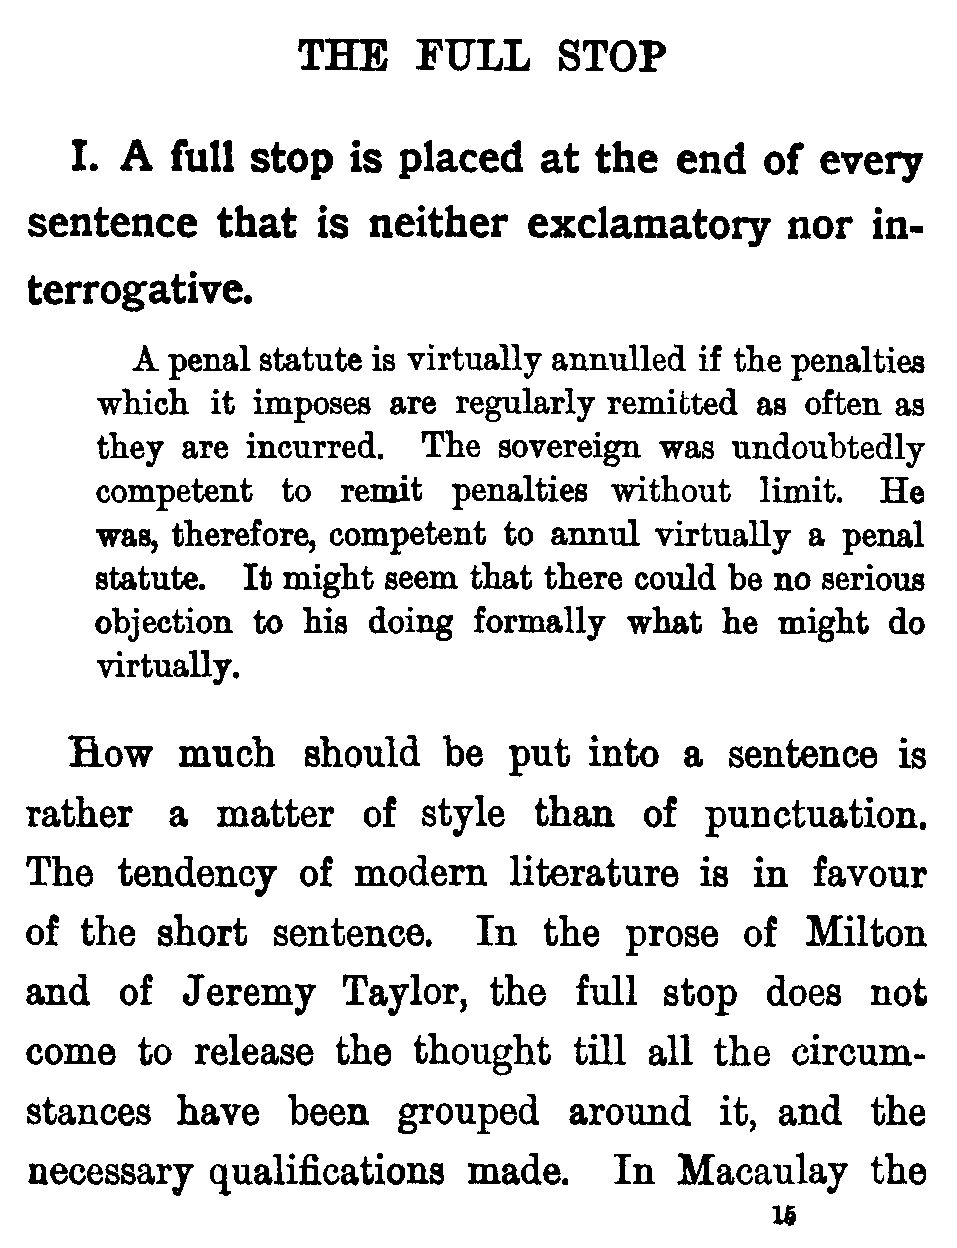 THE FULL STOP
I. A full stop is placed at the end of every
sentence that is neither exclamatory nor in-
terrogative.
A penal statute is virtually annulled if the penalties
which it imposes are regularly remitted as often as
they are incurred. The sovereign was undoubtedly
competent to remit penalties without limit. He
was, therefore, competent to annul virtually a penal
statute. It might seem that there could be no serious
objection to his doing formally what he might do
virtually.
How much should be put into a sentence is
rather a matter of style than of punctuation.
The tendency of modern literature is in favour
of the short sentence. In the prose of Milton
and of Jeremy Taylor, the full stop does not
come to release the thought till all the circum-
stances have been grouped around it, and the
necessary qualifications made. In Macaulay the
15